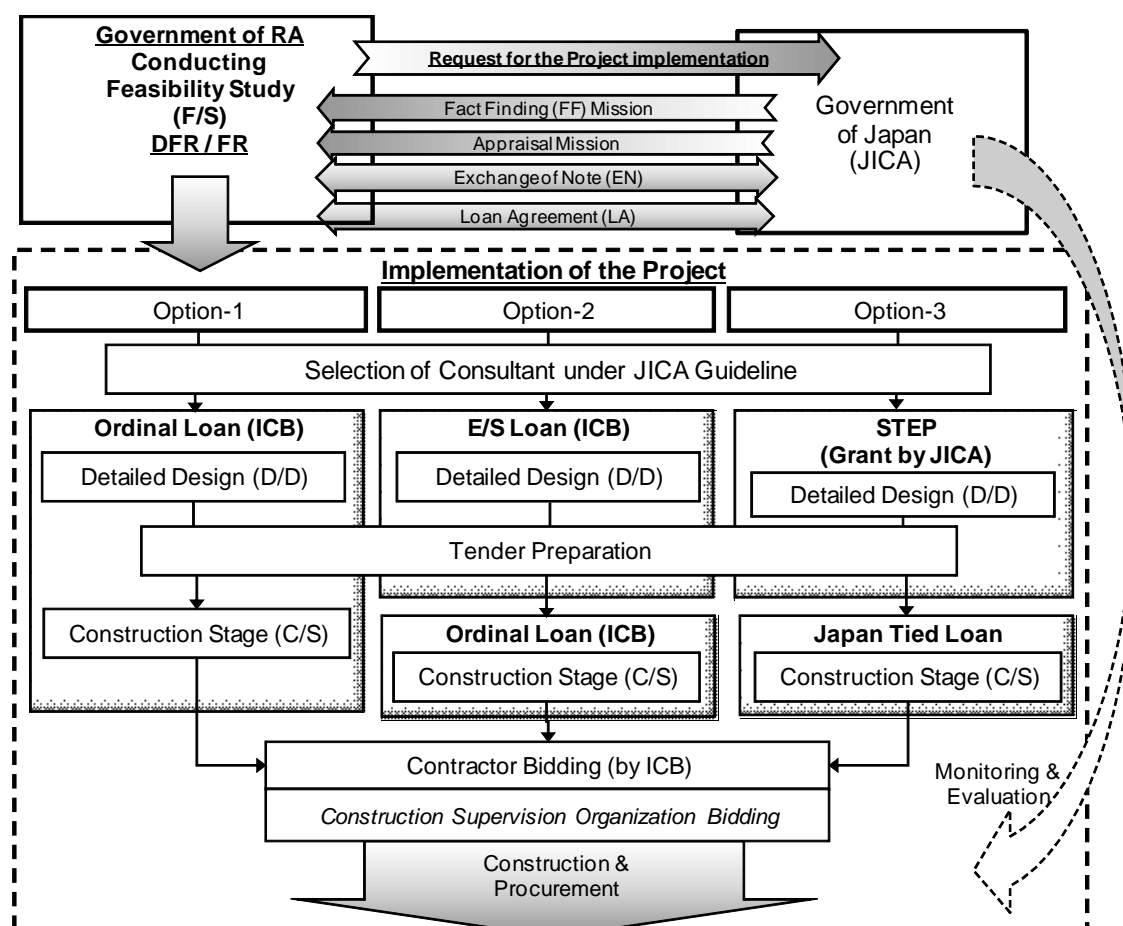 Government of RA
Conducting
Feasibility Study
(F/S)
DFR / FR
Request for the Project implementation
Fact Finding (FF) Mission
Appraisal Mission
Exchange of Note (EN)
Loan Agreement (LA)
Government
of Japan
(JICA)
Implementation of the Project
Option-1
Option-2
Option-3
Selection of Consultant under JICA Guideline
Ordinal Loan (ICB)
Detailed Design (D/D)
E/S Loan (ICB)
Detailed Design (D/D)
STEP
(Grant by JICA)
Detailed Design (D/D)
Tender Preparation
Construction Stage (C/S)
Ordinal Loan (ICB)
Construction Stage (C/S)
Japan Tied Loan
Construction Stage (C/S)
Contractor Bidding (by ICB)
Construction Supervision Organization Bidding
Monitoring &
Evaluation
Construction &
Procurement